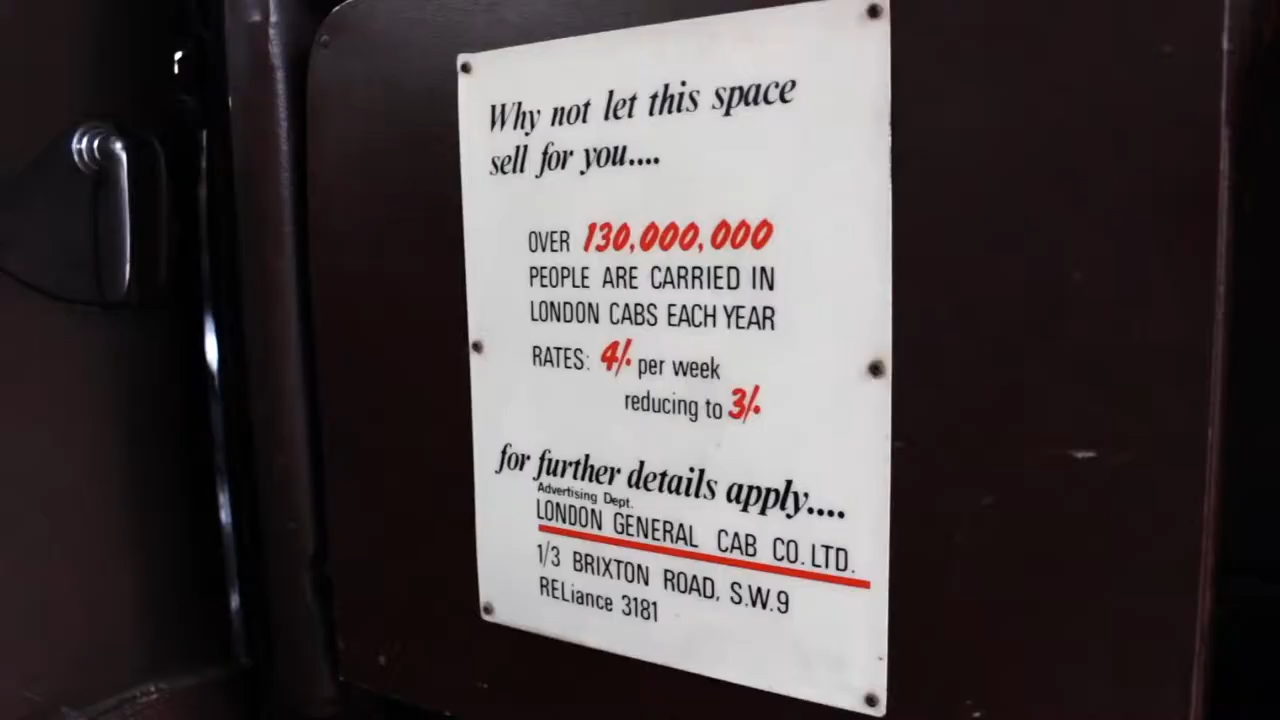 Why not let this space
sell for you....
OVER 130,000,000
PEOPLE ARE CARRIED IN
LONDON CABS EACH YEAR
RATES: 4/- per week
reducing to 3/-
for further details apply....
Advertising Dept.
LONDON GENERAL CAB CO. LTD.
1/3 BRIXTON ROAD, S.W.9
RELiance 3181